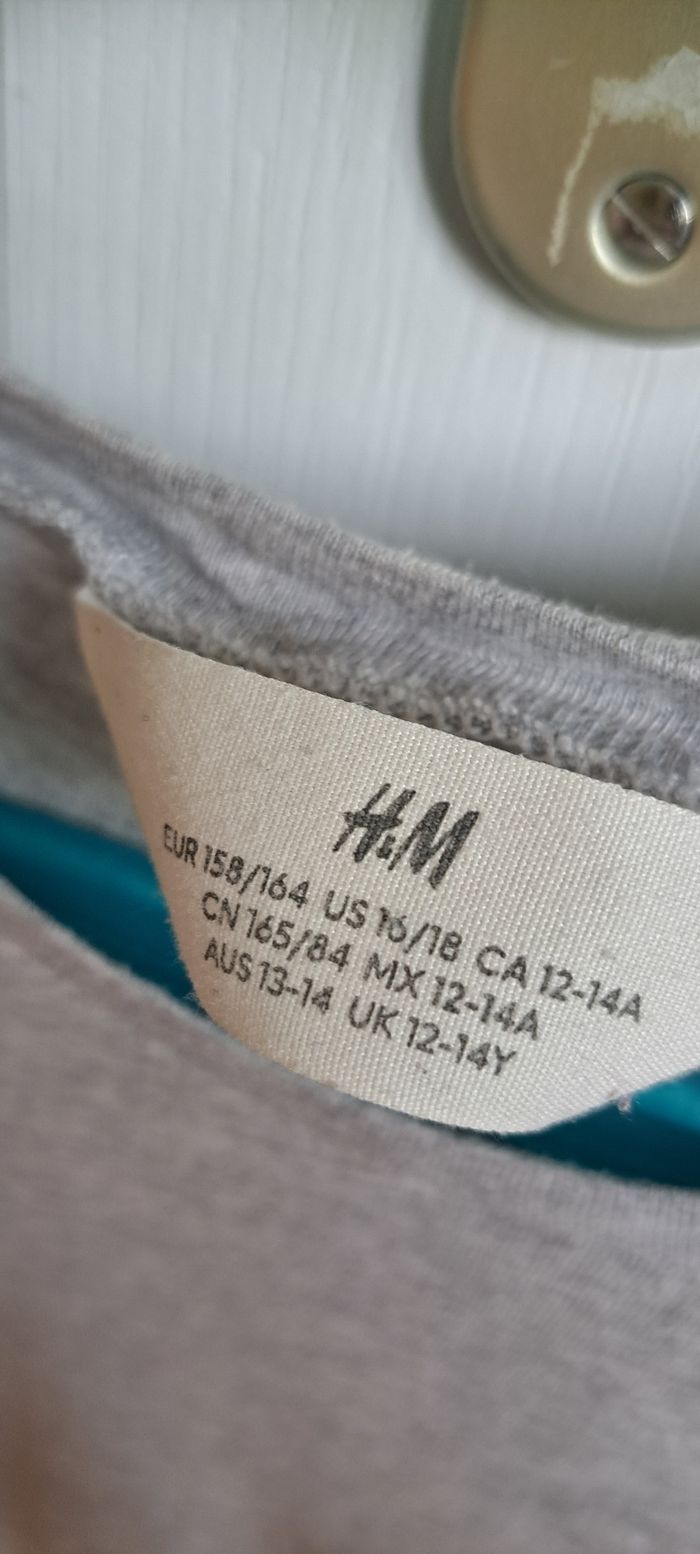 H&M
EUR 158/164 US 16/18 CA 12-14A
CN 165/84 MX 12-14A
AUS 13-14 UK 12-14Y